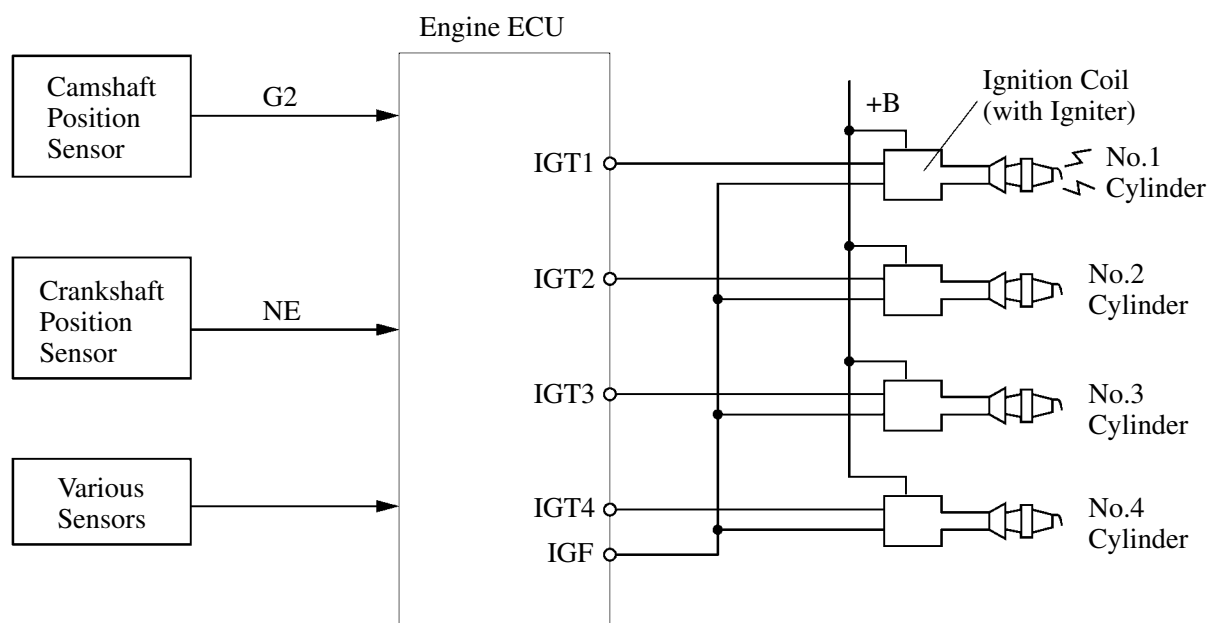 Engine ECU
Camshaft
Position
Sensor
G2
Crankshaft
Position
Sensor
NE
Various
Sensors
IGT1
IGT2
IGT3
IGT4
IGF
+B
Ignition Coil
(with Igniter)
No.1
Cylinder
No.2
Cylinder
No.3
Cylinder
No.4
Cylinder